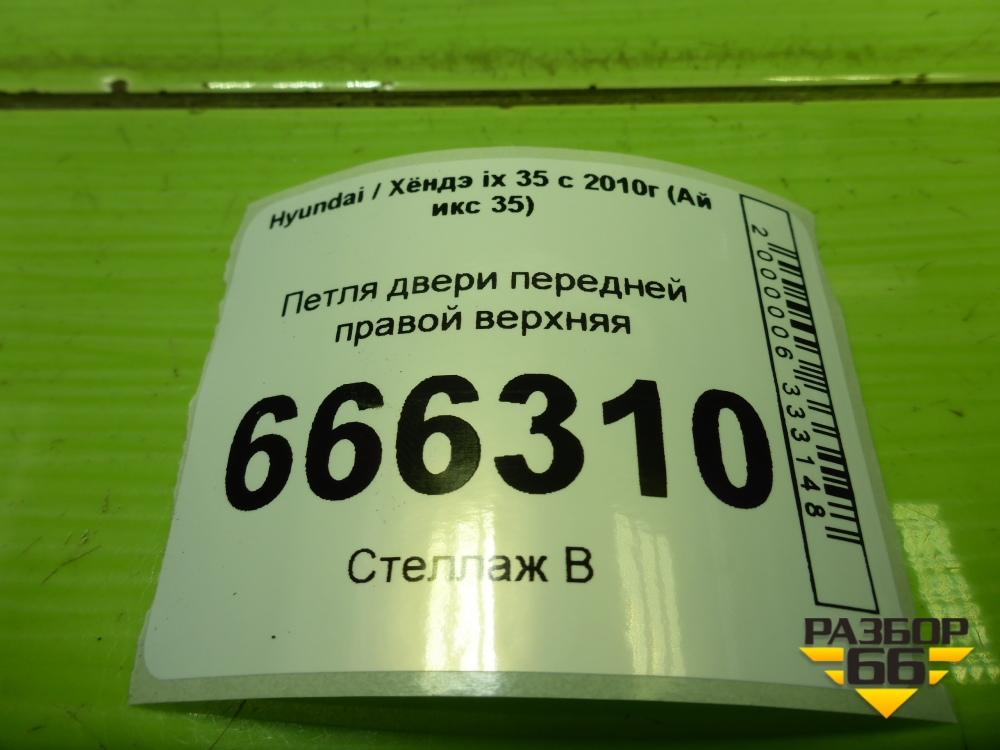 Hyundai / Хёндэ ix 35 с 2010г (Ай
икс 35)
Петля двери передней
правой верхняя
666310
Стеллаж В
2000006333148
РАЗБОР
66